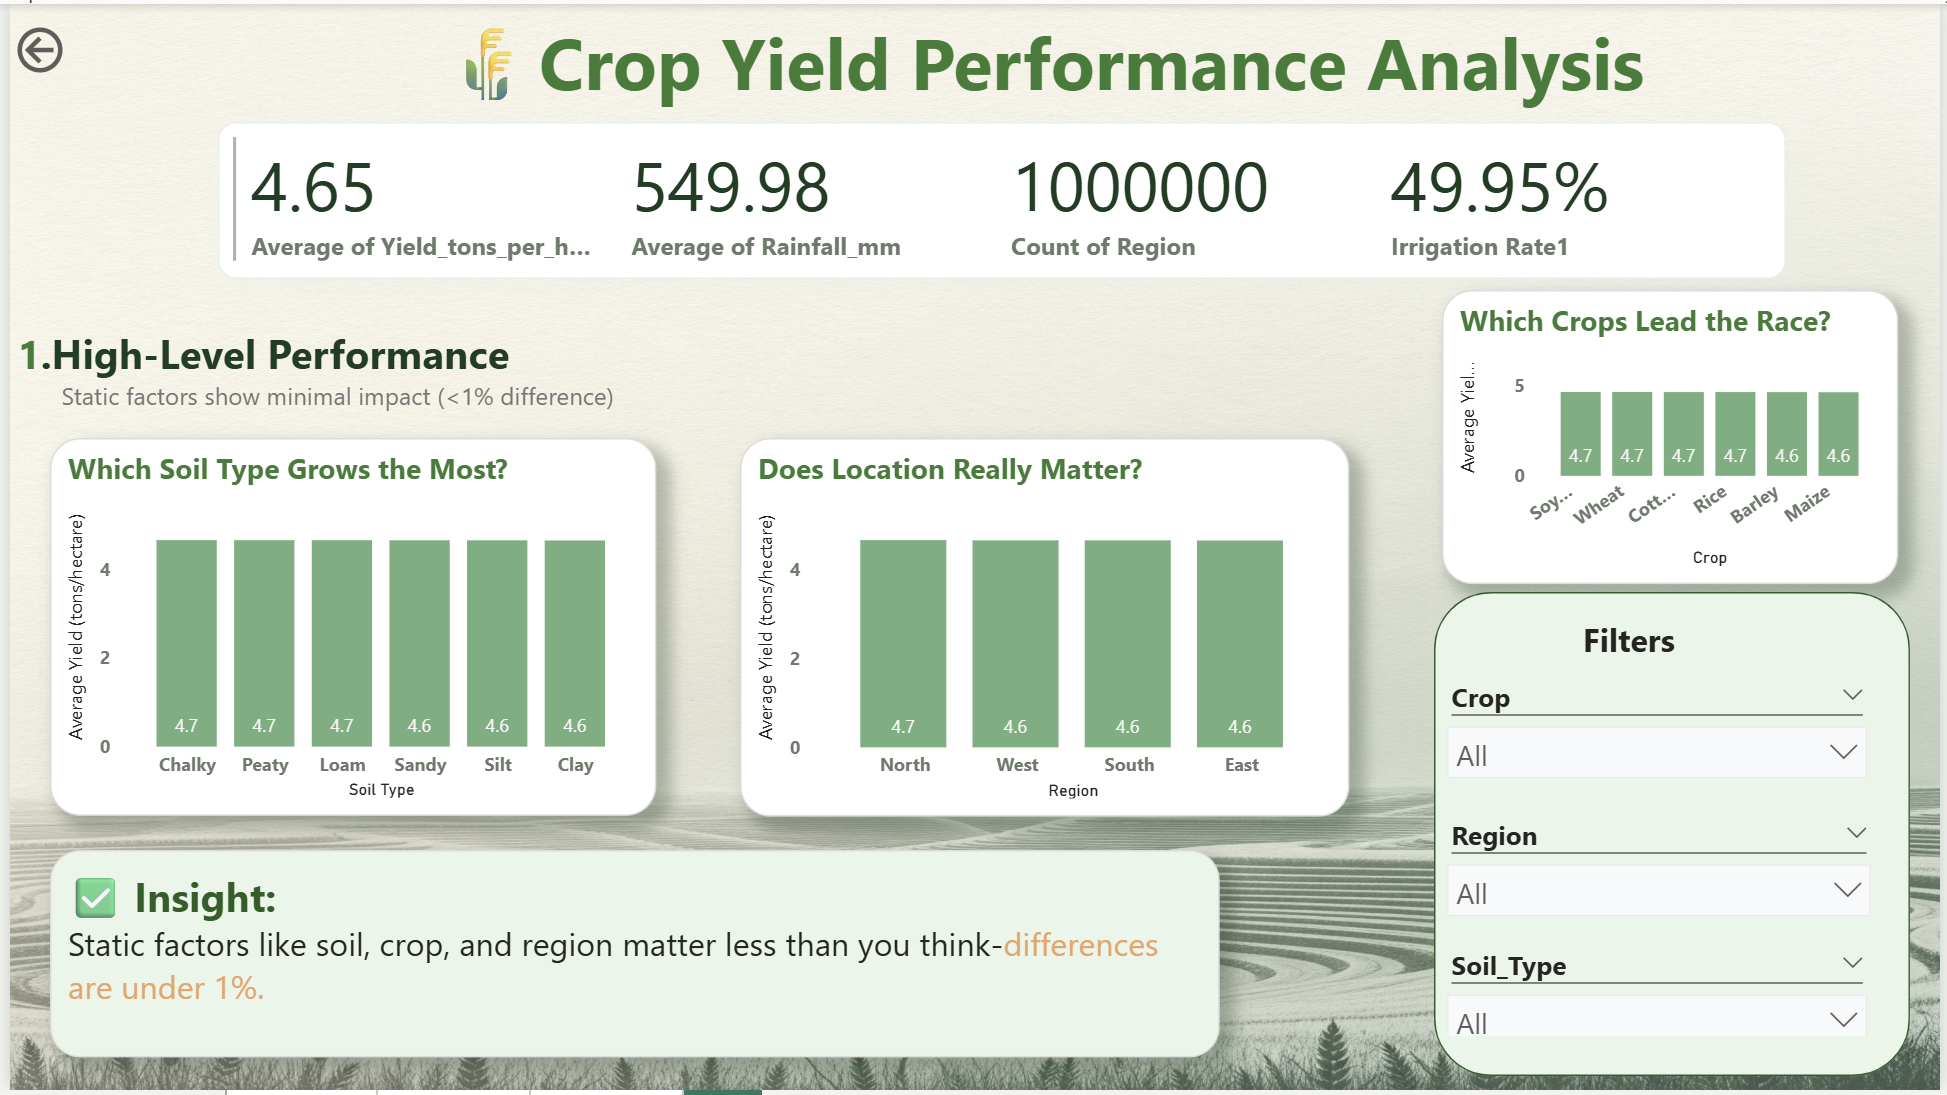 Crop Yield Performance Analysis
4.65
Average of Yield_tons_per_h...
549.98
Average of Rainfall_mm
1000000
Count of Region
49.95%
Irrigation Rate1
1.High-Level Performance
Static factors show minimal impact (<1% difference)
Which Soil Type Grows the Most?
Average Yield (tons/hectare)
4
2
0
4.7
4.7
4.7
4.6
4.6
4.6
Chalky
Peaty
Loam
Sandy
Silt
Clay
Soil Type
Does Location Really Matter?
Average Yield (tons/hectare)
4
2
0
4.7
4.6
4.6
4.6
North
West
South
East
Region
Which Crops Lead the Race?
Average Yiel...
5
0
4.7
4.7
4.7
4.7
4.6
4.6
Soy...
Wheat
Cott...
Rice
Barley
Maize
Crop
Filters
Crop
All
Region
All
Soil_Type
All
Insight:
Static factors like soil, crop, and region matter less than you think-differences
are under 1%.